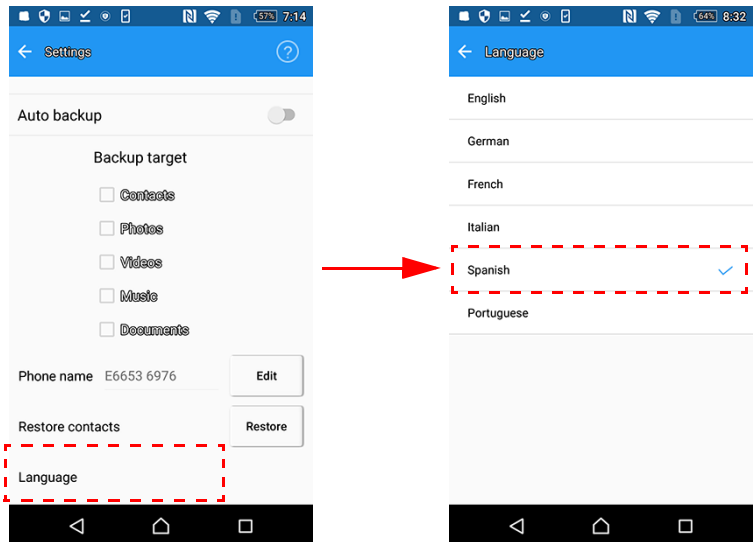 57% 7:14
Settings
?
Auto backup
Backup target
Contacts
Photos
Videos
Music
Documents
Phone name E6653 6976 Edit
Restore contacts Restore
Language
64% 8:32
Language
English
German
French
Italian
Spanish
Portuguese